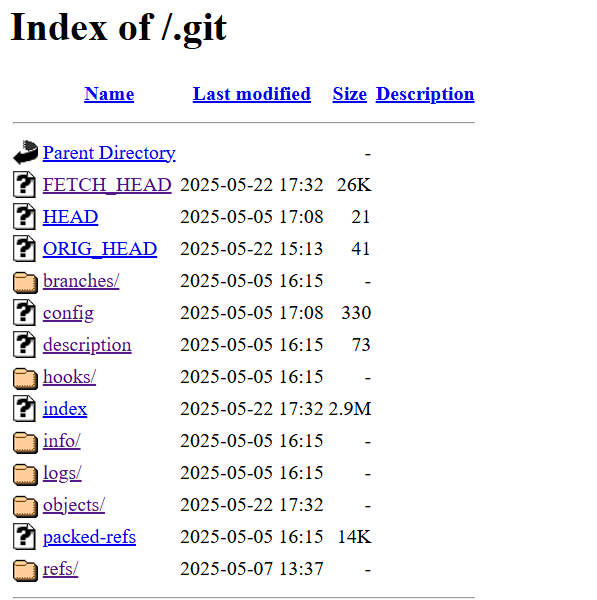 Index of /.git
Name Last modified Size Description
Parent Directory -
FETCH_HEAD 2025-05-22 17:32 26K
HEAD 2025-05-05 17:08 21
ORIG_HEAD 2025-05-22 15:13 41
branches/ 2025-05-05 16:15 -
config 2025-05-05 17:08 330
description 2025-05-05 16:15 73
hooks/ 2025-05-05 16:15 -
index 2025-05-22 17:32 2.9M
info/ 2025-05-05 16:15 -
logs/ 2025-05-05 16:15 -
objects/ 2025-05-22 17:32 -
packed-refs 2025-05-05 16:15 14K
refs/ 2025-05-07 13:37 -